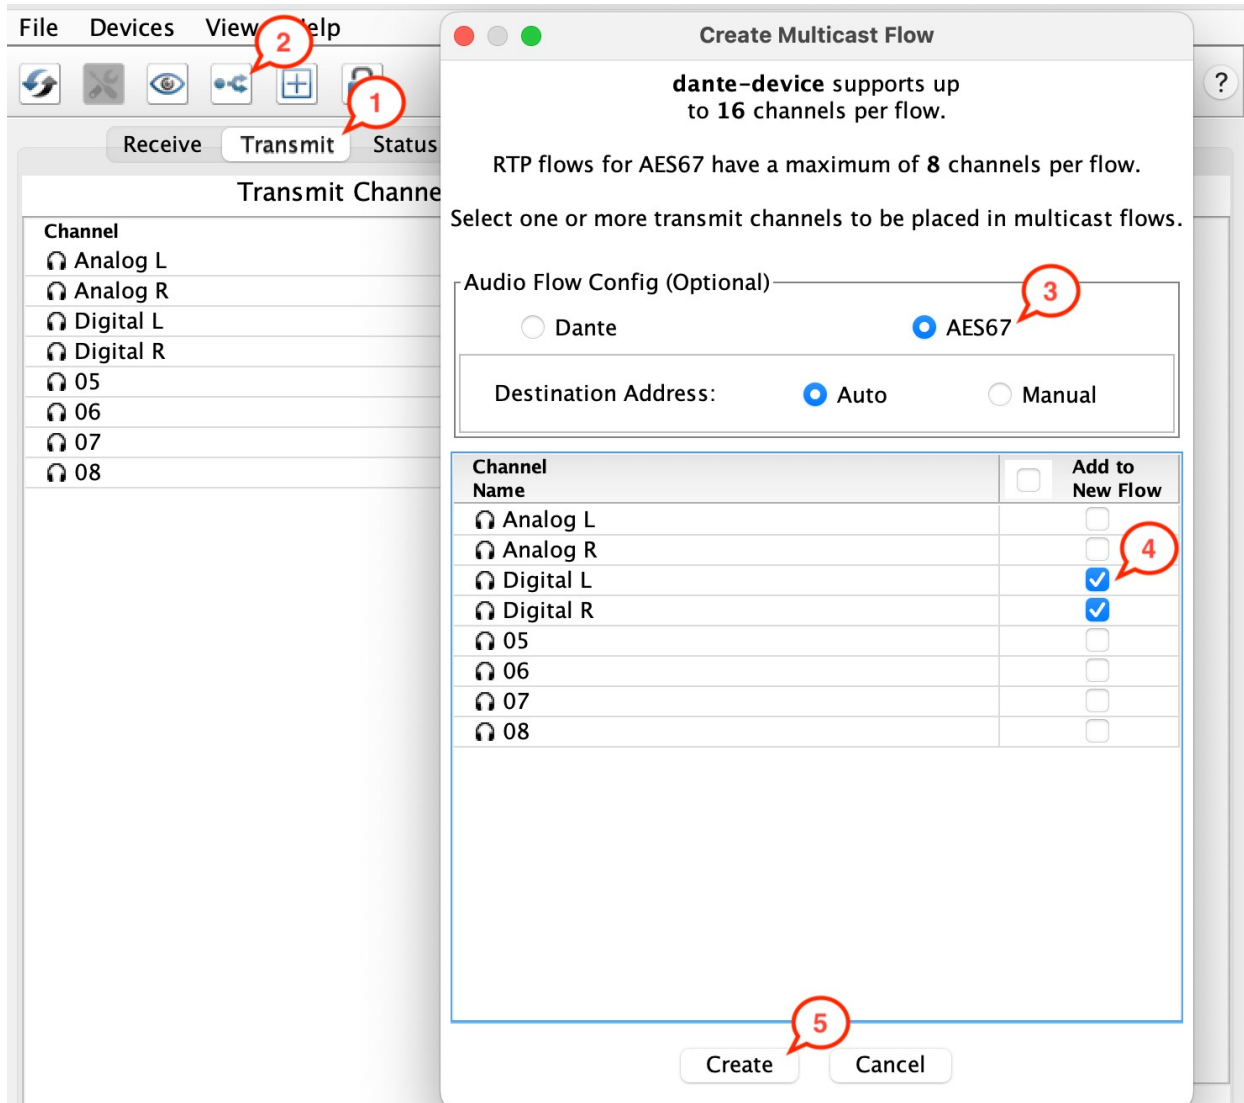 File Devices View elp
2
?
1
Receive Transmit Status
Transmit Channe
Channel
Analog L
Analog R
Digital L
Digital R
05
06
07
08
Create Multicast Flow
dante-device supports up
to 16 channels per flow.
RTP flows for AES67 have a maximum of 8 channels per flow.
Select one or more transmit channels to be placed in multicast flows.
Audio Flow Config (Optional)
3
Dante AES67
Destination Address: Auto Manual
Channel Name Add to New Flow
Analog L
Analog R
4
Digital L
Digital R
05
06
07
08
5
Create Cancel